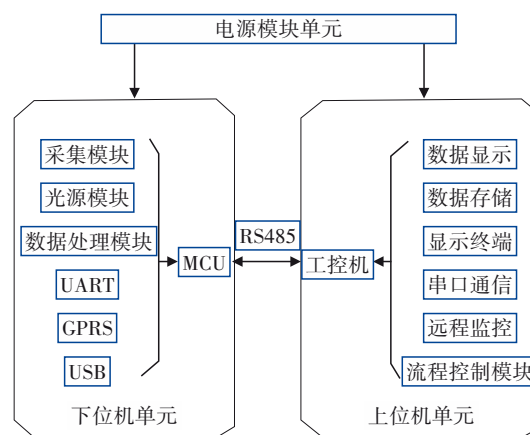 电源模块单元
采集模块
光源模块
数据处理模块
UART
GPRS
USB
MCU
下位机单元
RS485
工控机
数据显示
数据存储
显示终端
串口通信
远程监控
流程控制模块
上位机单元